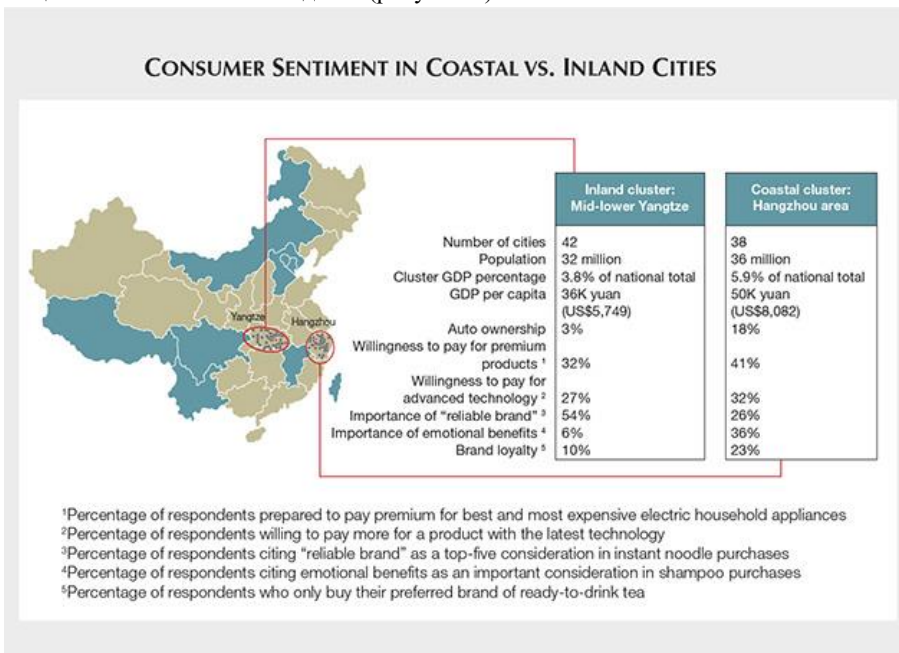 CONSUMER SENTIMENT IN COASTAL VS. INLAND CITIES
Inland cluster: Coastal cluster:
Mid-lower Yangtze Hangzhou area
Number of cities 42 38
Population 32 million 36 million
Cluster GDP percentage 3.8% of national total 5.9% of national total
GDP per capita 36K yuan 50K yuan
(US$5,749) (US$8,082)
Yangtze Hangzhou
Auto ownership 3% 18%
Willingness to pay for premium
products ¹ 32% 41%
Willingness to pay for
advanced technology ² 27% 32%
Importance of “reliable brand” ³ 54% 26%
Importance of emotional benefits ⁴ 6% 36%
Brand loyalty ⁵ 10% 23%
¹Percentage of respondents prepared to pay premium for best and most expensive electric household appliances
²Percentage of respondents willing to pay more for a product with the latest technology
³Percentage of respondents citing “reliable brand” as a top-five consideration in instant noodle purchases
⁴Percentage of respondents citing emotional benefits as an important consideration in shampoo purchases
⁵Percentage of respondents who only buy their preferred brand of ready-to-drink tea